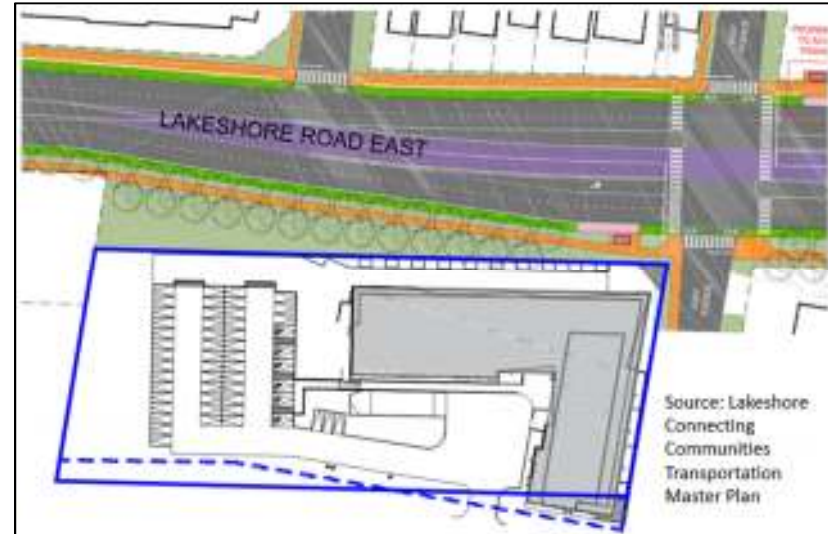 LAKESHORE ROAD EAST
Source: Lakeshore
Connecting
Communities
Transportation
Master Plan